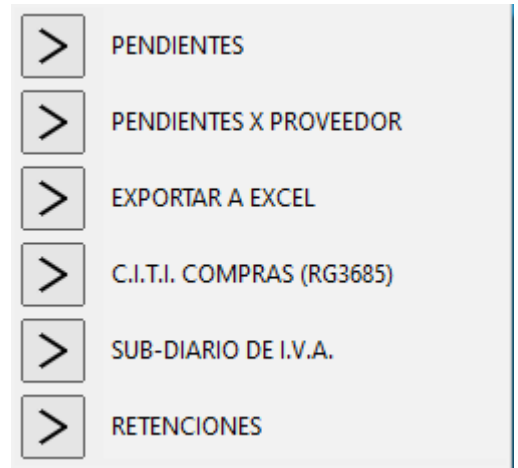 > PENDIENTES
> PENDIENTES X PROVEEDOR
> EXPORTAR A EXCEL
> C.I.T.I. COMPRAS (RG3685)
> SUB-DIARIO DE I.V.A.
> RETENCIONES